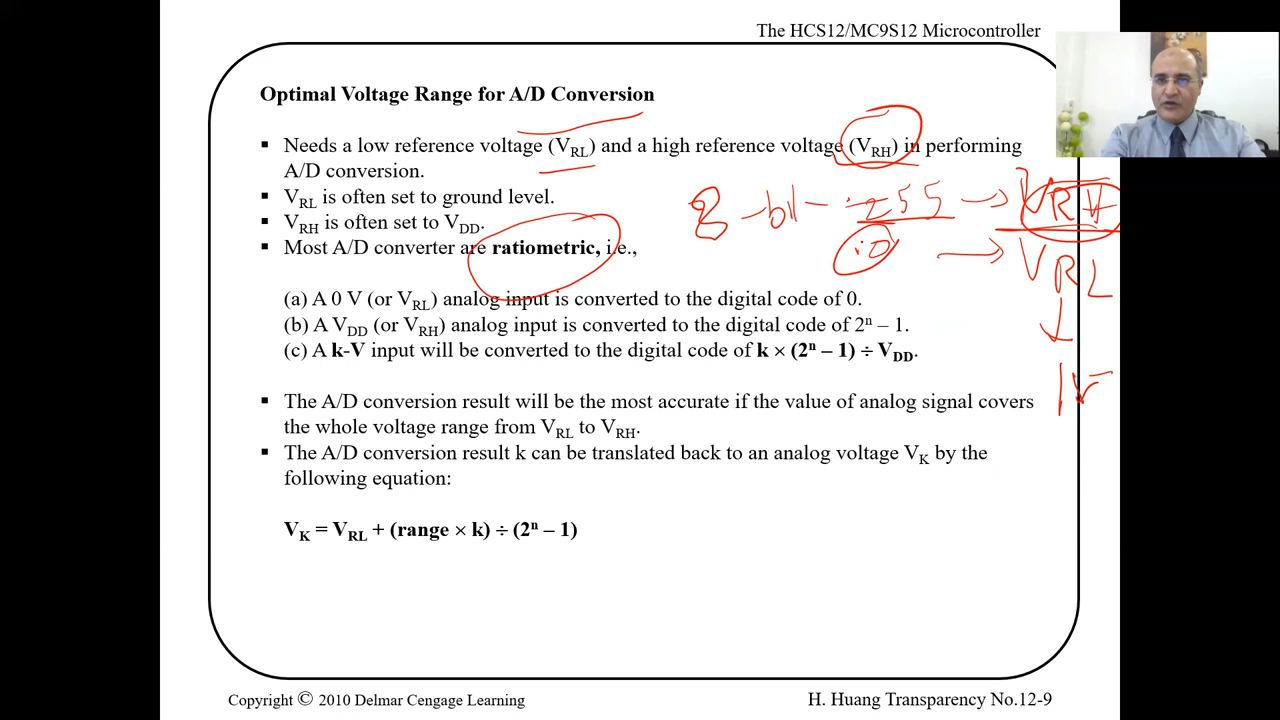 The HCS12/MC9S12 Microcontroller
Optimal Voltage Range for A/D Conversion
▪ Needs a low reference voltage (VRL) and a high reference voltage (VRH) in performing
A/D conversion.
▪ VRL is often set to ground level.
▪ VRH is often set to VDD.
▪ Most A/D converter are ratiometric, i.e.,
8-bit 255 → VRH
0 → VRL
↓
1V
(a) A 0 V (or VRL) analog input is converted to the digital code of 0.
(b) A VDD (or VRH) analog input is converted to the digital code of 2ⁿ – 1.
(c) A k-V input will be converted to the digital code of k × (2ⁿ – 1) ÷ VDD.
▪ The A/D conversion result will be the most accurate if the value of analog signal covers
the whole voltage range from VRL to VRH.
▪ The A/D conversion result k can be translated back to an analog voltage VK by the
following equation:
VK = VRL + (range × k) ÷ (2ⁿ – 1)
Copyright © 2010 Delmar Cengage Learning
H. Huang Transparency No.12-9